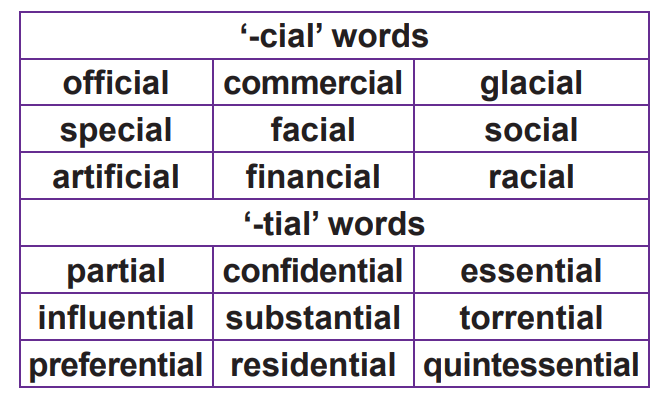 ‘-cial’ words
official commercial glacial
special facial social
artificial financial racial
‘-tial’ words
partial confidential essential
influential substantial torrential
preferential residential quintessential